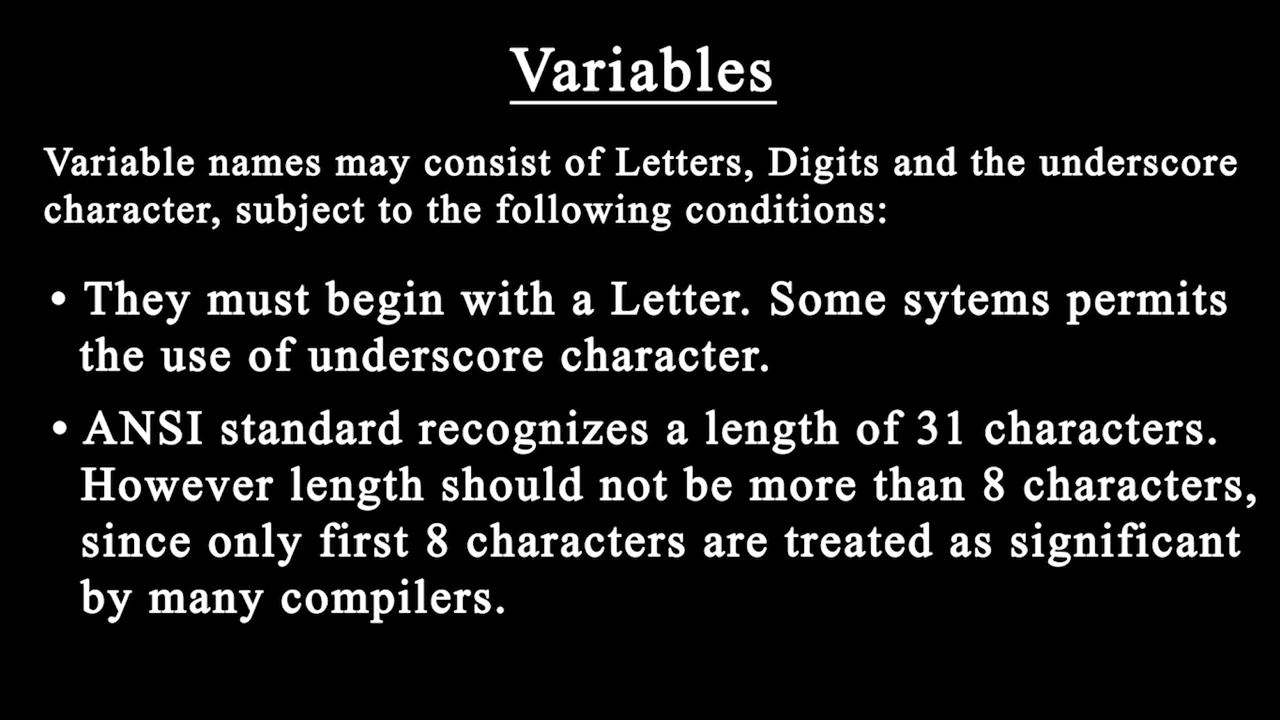 Variables
Variable names may consist of Letters, Digits and the underscore
character, subject to the following conditions:
• They must begin with a Letter. Some sytems permits
the use of underscore character.
• ANSI standard recognizes a length of 31 characters.
However length should not be more than 8 characters,
since only first 8 characters are treated as significant
by many compilers.